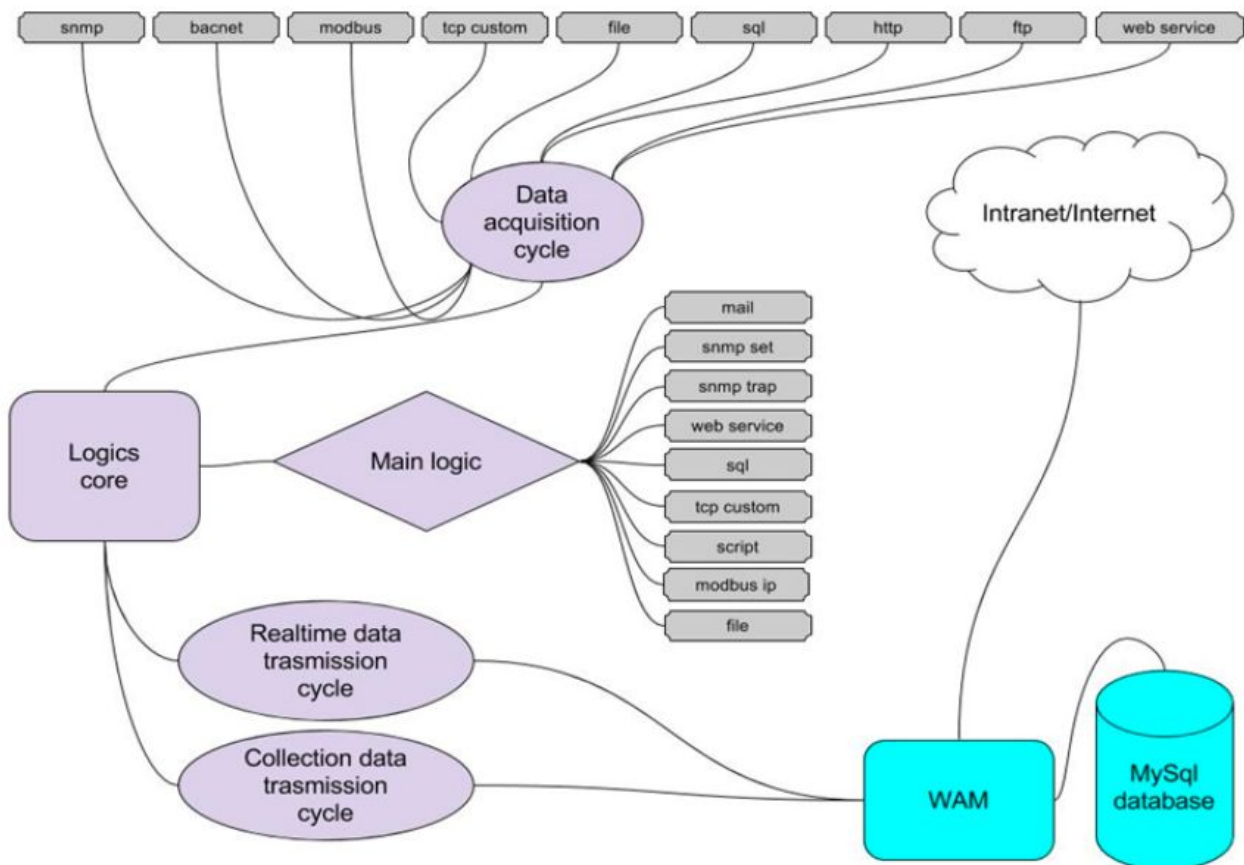 snmp
bacnet
modbus
tcp custom
file
sql
http
ftp
web service
Data
acquisition
cycle
Intranet/Internet
mail
snmp set
snmp trap
web service
sql
tcp custom
script
modbus ip
file
Logics
core
Main logic
Realtime data
trasmission
cycle
Collection data
trasmission
cycle
WAM
MySql
database